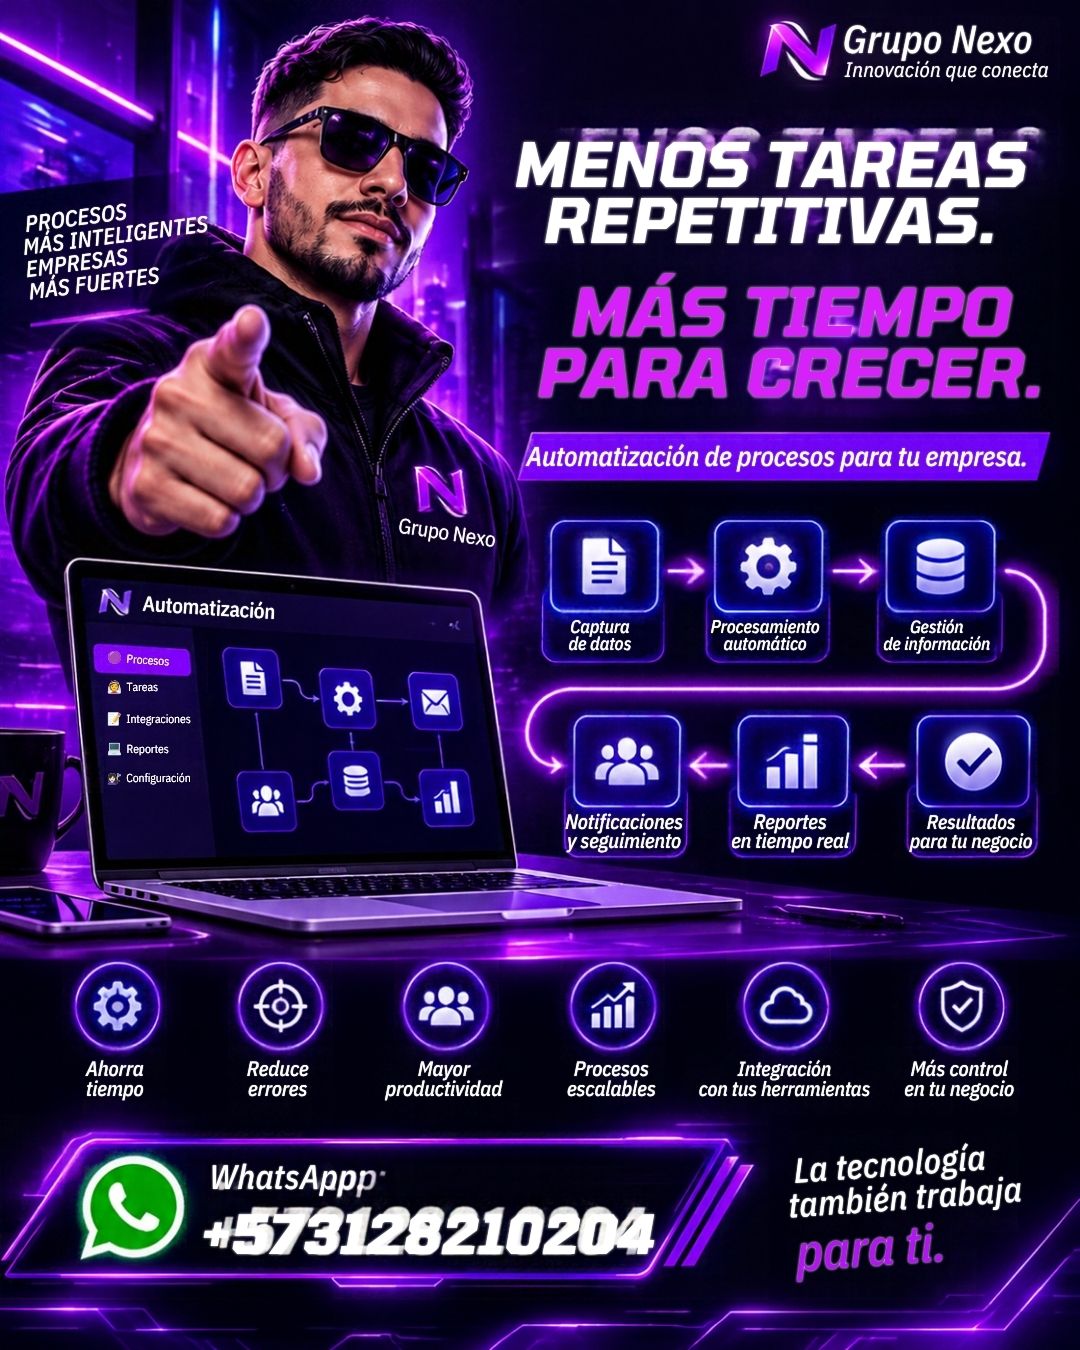 Grupo Nexo
Innovación que conecta
MENOS TAREAS
REPETITIVAS.
MÁS TIEMPO
PARA CRECER.
PROCESOS
MÁS INTELIGENTES
EMPRESAS
MÁS FUERTES
Automatización de procesos para tu empresa.
Grupo Nexo
Captura
de datos
Procesamiento
automático
Gestión
de información
Notificaciones
y seguimiento
Reportes
en tiempo real
Resultados
para tu negocio
Automatización
Procesos
Tareas
Integraciones
Reportes
Configuración
Ahorra
tiempo
Reduce
errores
Mayor
productividad
Procesos
escalables
Integración
con tus herramientas
Más control
en tu negocio
WhatsAppp
+573128210204
La tecnología
también trabaja
para ti.